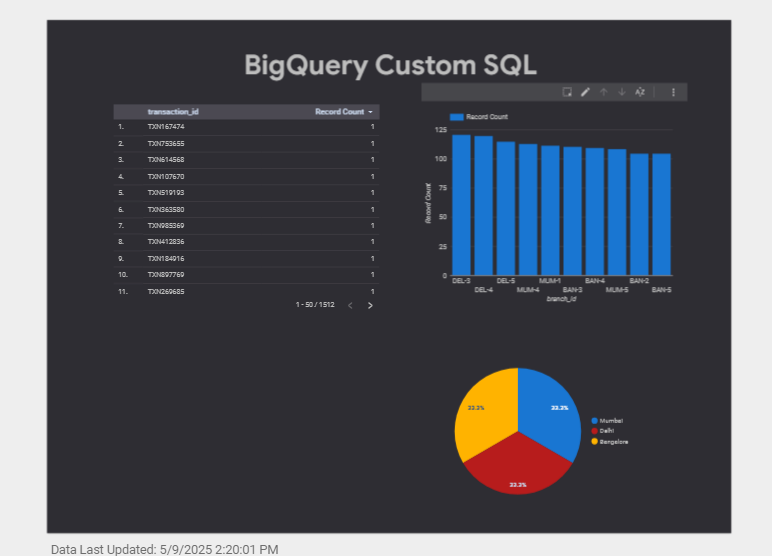 BigQuery Custom SQL
transaction_id Record Count
1. TXN167474 1
2. TXN753655 1
3. TXN614568 1
4. TXN107670 1
5. TXN519193 1
6. TXN363580 1
7. TXN985369 1
8. TXN412836 1
9. TXN184916 1
10. TXN897769 1
11. TXN269685 1
1 - 50 / 1512
Record Count
125
100
75
50
25
0
Record Count
DEL-3 DEL-5 MUM-1 BAN-4 BAN-2
DEL-4 MUM-4 BAN-3 MUM-5 BAN-5
branch_id
33.3% 33.3%
33.3%
Mumbai
Delhi
Bangalore
Data Last Updated: 5/9/2025 2:20:01 PM